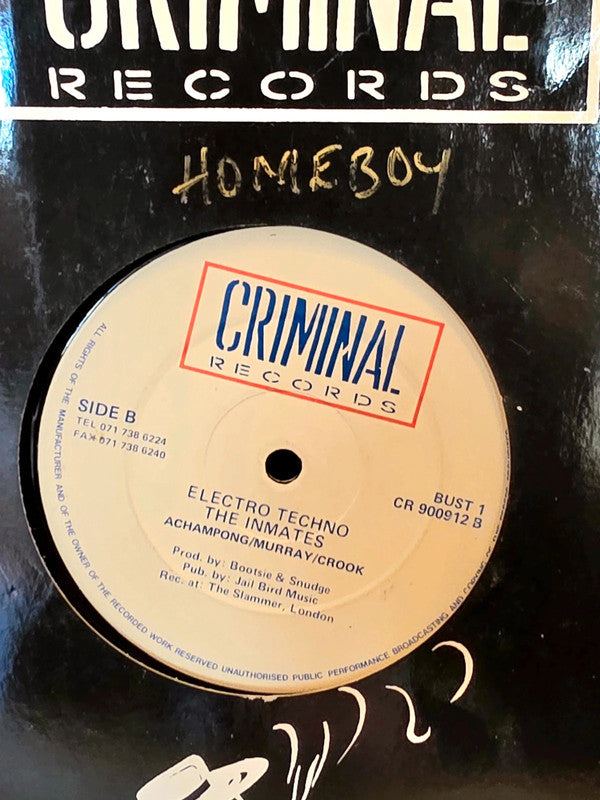 CRIMINAL
RECORDS
HOMEBOY
CRIMINAL
RECORDS
SIDE B
TEL 071 738 6224
FAX 071 738 6240
BUST 1
CR 900912 B
ELECTRO TECHNO
THE INMATES
ACHAMPONG/MURRAY/CROOK
Prod. by: Bootsie & Snudge
Pub. by: Jail Bird Music
Rec. at: The Slammer, London
ALL RIGHTS OF THE MANUFACTURER AND OF THE OWNER OF THE RECORDED WORK RESERVED UNAUTHORISED PUBLIC PERFORMANCE BROADCASTING AND COPYING